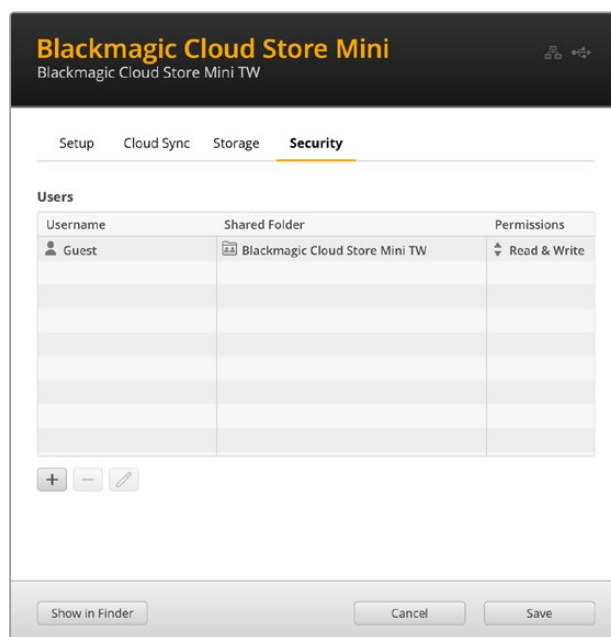 Blackmagic Cloud Store Mini
Blackmagic Cloud Store Mini TW
Setup Cloud Sync Storage Security
Users
Username Shared Folder Permissions
Guest Blackmagic Cloud Store Mini TW Read & Write
Show in Finder Cancel Save